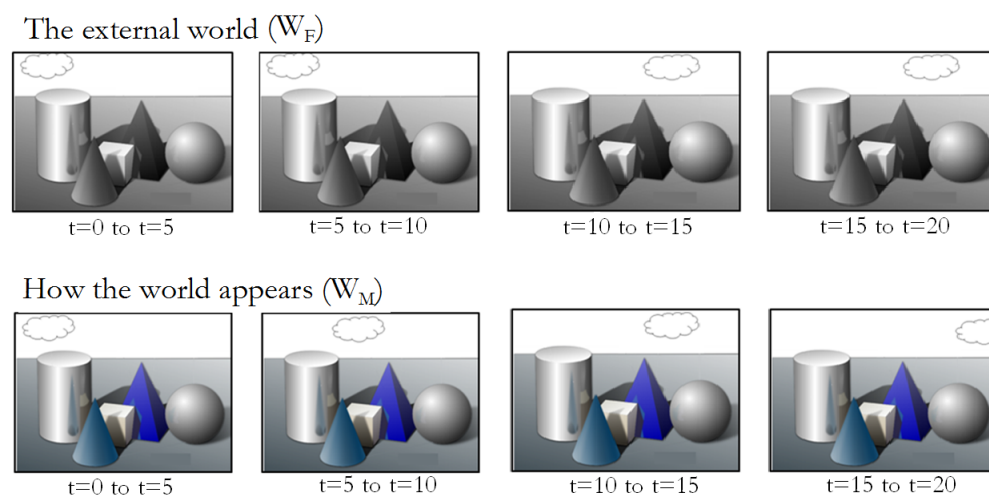 The external world (W_F)
t=0 to t=5 t=5 to t=10 t=10 to t=15 t=15 to t=20
How the world appears (W_M)
t=0 to t=5 t=5 to t=10 t=10 to t=15 t=15 to t=20